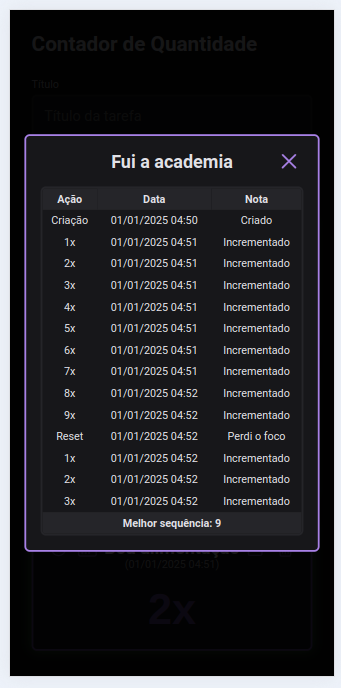 Contador de Quantidade
Título
Título da tarefa
Fui a academia
Ação Data Nota
Criação 01/01/2025 04:50 Criado
1x 01/01/2025 04:51 Incrementado
2x 01/01/2025 04:51 Incrementado
3x 01/01/2025 04:51 Incrementado
4x 01/01/2025 04:51 Incrementado
5x 01/01/2025 04:51 Incrementado
6x 01/01/2025 04:51 Incrementado
7x 01/01/2025 04:51 Incrementado
8x 01/01/2025 04:52 Incrementado
9x 01/01/2025 04:52 Incrementado
Reset 01/01/2025 04:52 Perdi o foco
1x 01/01/2025 04:52 Incrementado
2x 01/01/2025 04:52 Incrementado
3x 01/01/2025 04:52 Incrementado
Melhor sequência: 9
(01/01/2025 04:51)
2x